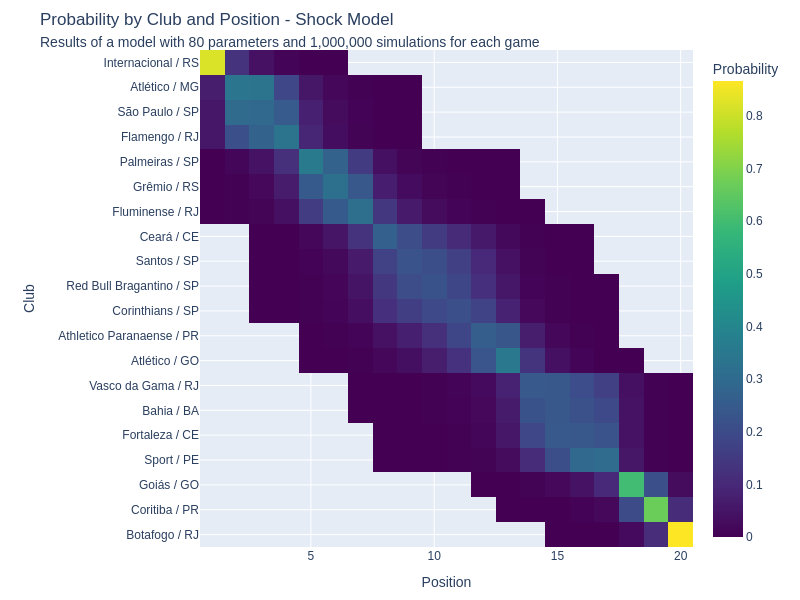 Probability by Club and Position - Shock Model
Results of a model with 80 parameters and 1,000,000 simulations for each game
Probability
Club
Internacional / RS
Atlético / MG
São Paulo / SP
Flamengo / RJ
Palmeiras / SP
Grêmio / RS
Fluminense / RJ
Ceará / CE
Santos / SP
Red Bull Bragantino / SP
Corinthians / SP
Athletico Paranaense / PR
Atlético / GO
Vasco da Gama / RJ
Bahia / BA
Fortaleza / CE
Sport / PE
Goiás / GO
Coritiba / PR
Botafogo / RJ
0.8
0.7
0.6
0.5
0.4
0.3
0.2
0.1
0
5 10 15 20
Position